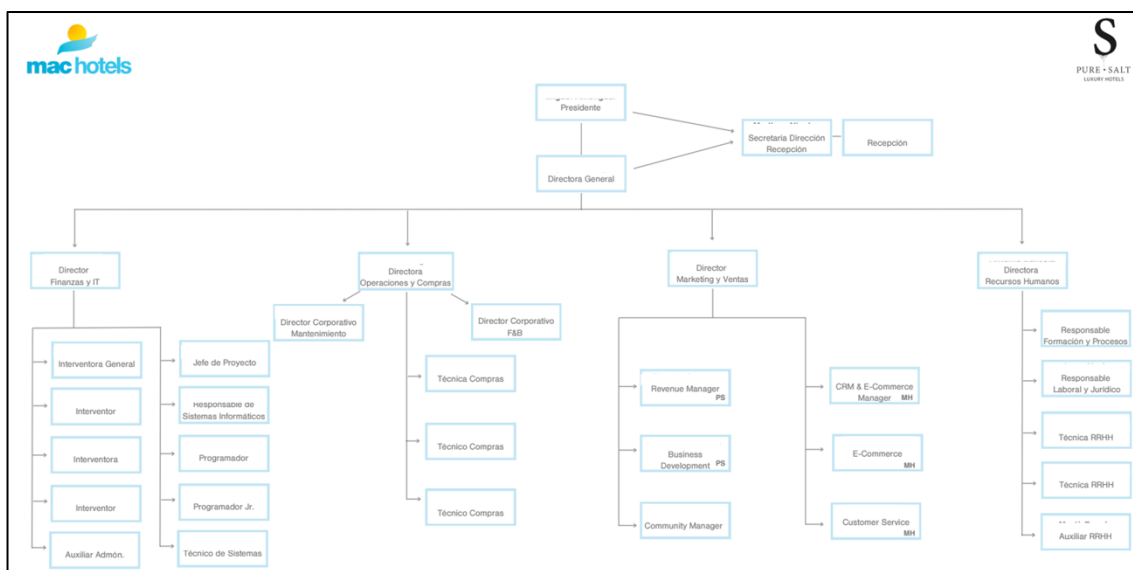 mac hotels
S
PURE • SALT
LUXURY HOTELS
Presidente
Secretaria Dirección
Recepción
Recepción
Directora General
Director
Finanzas y IT
Directora
Operaciones y Compras
Director
Marketing y Ventas
Directora
Recursos Humanos
Director Corporativo
Mantenimiento
Director Corporativo
F&B
Interventora General
Interventor
Interventora
Interventor
Auxiliar Admón.
Jefe de Proyecto
Responsable de
Sistemas Informáticos
Programador
Programador Jr.
Técnico de Sistemas
Técnica Compras
Técnico Compras
Técnico Compras
Revenue Manager
PS
Business
Development PS
Community Manager
CRM & E-Commerce
Manager MH
E-Commerce
MH
Customer Service
MH
Responsable
Formación y Procesos
Responsable
Laboral y Jurídico
Técnica RRHH
Técnica RRHH
Auxiliar RRHH